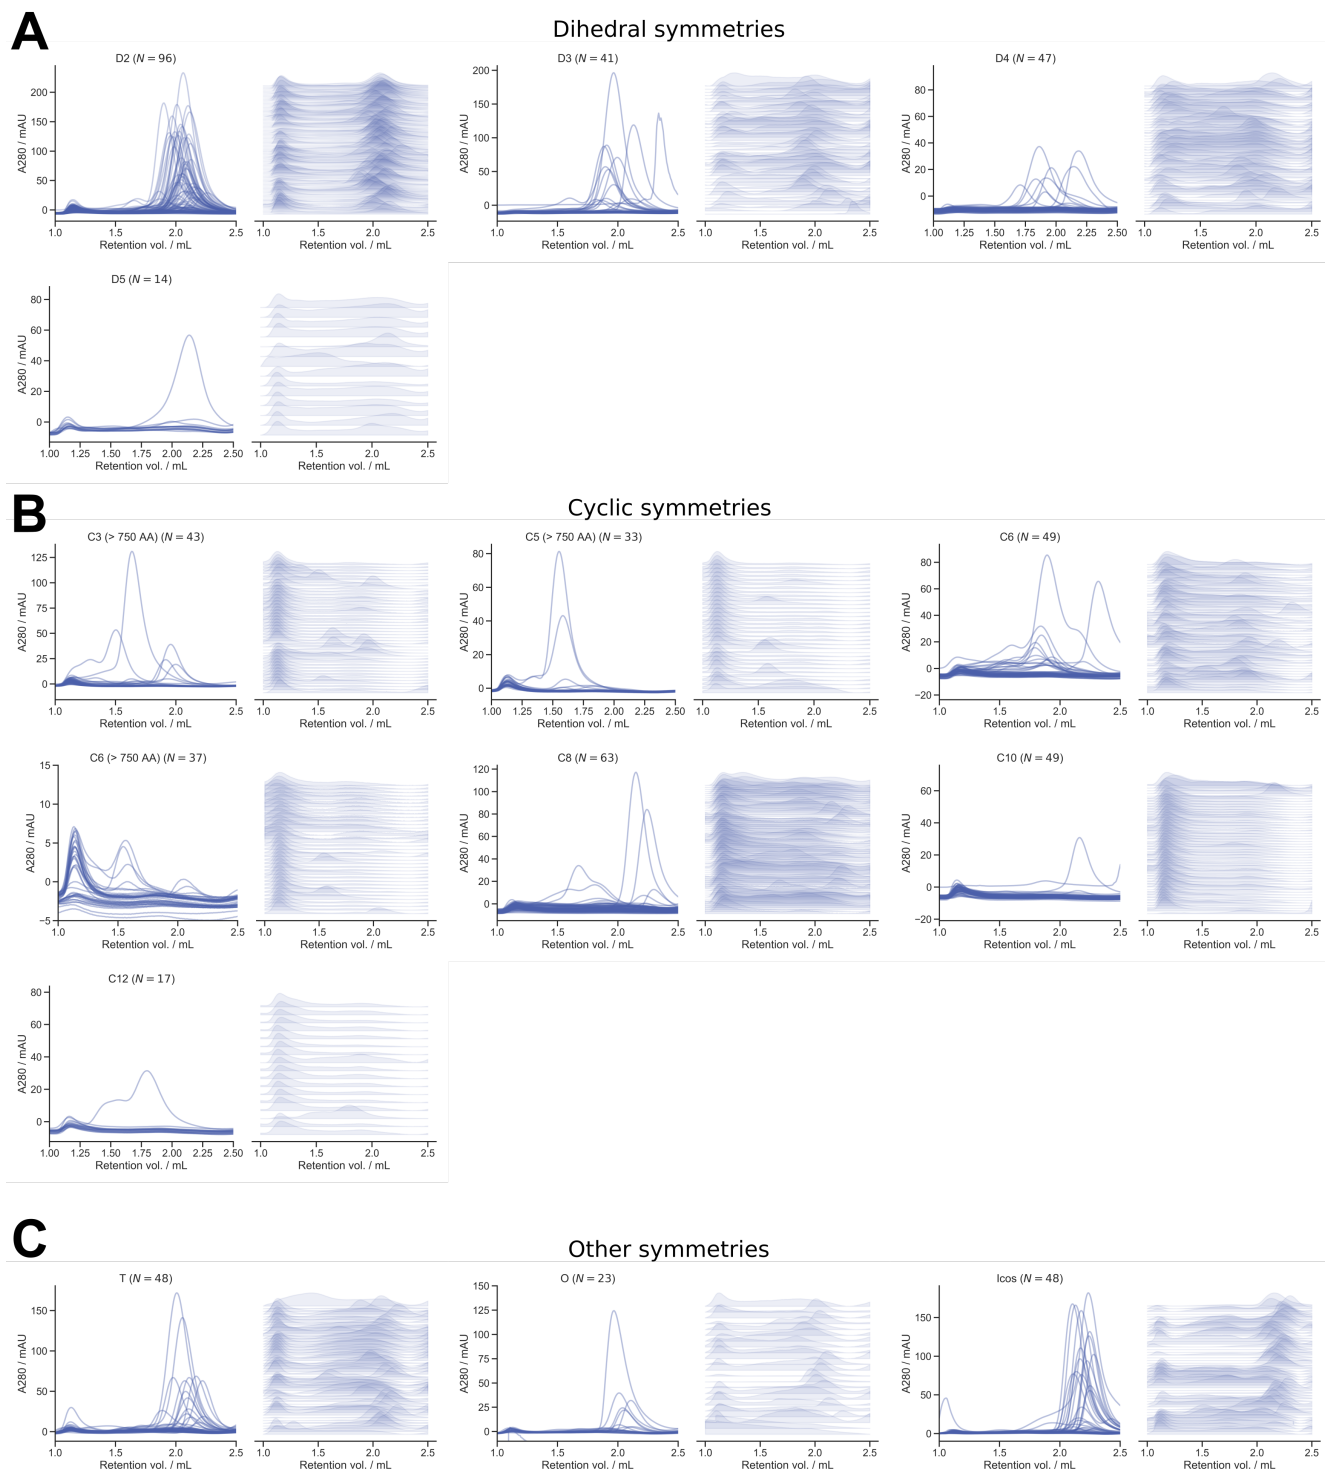 A
Dihedral symmetries
D2 (N = 96)
A280 / mAU
200
150
100
50
0
1.0 1.5 2.0 2.5
Retention vol. / mL
1.0 1.5 2.0 2.5
Retention vol. / mL
D3 (N = 41)
A280 / mAU
200
150
100
50
0
1.0 1.5 2.0 2.5
Retention vol. / mL
1.0 1.5 2.0 2.5
Retention vol. / mL
D4 (N = 47)
A280 / mAU
80
60
40
20
0
1.00 1.25 1.50 1.75 2.00 2.25 2.50
Retention vol. / mL
1.0 1.5 2.0 2.5
Retention vol. / mL
D5 (N = 14)
A280 / mAU
80
60
40
20
0
1.00 1.25 1.50 1.75 2.00 2.25 2.50
Retention vol. / mL
1.0 1.5 2.0 2.5
Retention vol. / mL
B
Cyclic symmetries
C3 (> 750 AA) (N = 43)
A280 / mAU
125
100
75
50
25
0
1.0 1.5 2.0 2.5
Retention vol. / mL
1.0 1.5 2.0 2.5
Retention vol. / mL
C5 (> 750 AA) (N = 33)
A280 / mAU
80
60
40
20
0
1.00 1.25 1.50 1.75 2.00 2.25 2.50
Retention vol. / mL
1.0 1.5 2.0 2.5
Retention vol. / mL
C6 (N = 49)
A280 / mAU
80
60
40
20
0
−20
1.0 1.5 2.0 2.5
Retention vol. / mL
1.0 1.5 2.0 2.5
Retention vol. / mL
C6 (> 750 AA) (N = 37)
A280 / mAU
15
10
5
0
−5
1.0 1.5 2.0 2.5
Retention vol. / mL
1.0 1.5 2.0 2.5
Retention vol. / mL
C8 (N = 63)
A280 / mAU
120
100
80
60
40
20
0
1.0 1.5 2.0 2.5
Retention vol. / mL
1.0 1.5 2.0 2.5
Retention vol. / mL
C10 (N = 49)
A280 / mAU
60
40
20
0
−20
1.0 1.5 2.0 2.5
Retention vol. / mL
1.0 1.5 2.0 2.5
Retention vol. / mL
C12 (N = 17)
A280 / mAU
80
60
40
20
0
1.00 1.25 1.50 1.75 2.00 2.25 2.50
Retention vol. / mL
1.0 1.5 2.0 2.5
Retention vol. / mL
C
Other symmetries
T (N = 48)
A280 / mAU
150
100
50
0
1.0 1.5 2.0 2.5
Retention vol. / mL
1.0 1.5 2.0 2.5
Retention vol. / mL
O (N = 23)
A280 / mAU
150
125
100
75
50
25
0
1.0 1.5 2.0 2.5
Retention vol. / mL
1.0 1.5 2.0 2.5
Retention vol. / mL
Icos (N = 48)
A280 / mAU
150
100
50
0
1.0 1.5 2.0 2.5
Retention vol. / mL
1.0 1.5 2.0 2.5
Retention vol. / mL